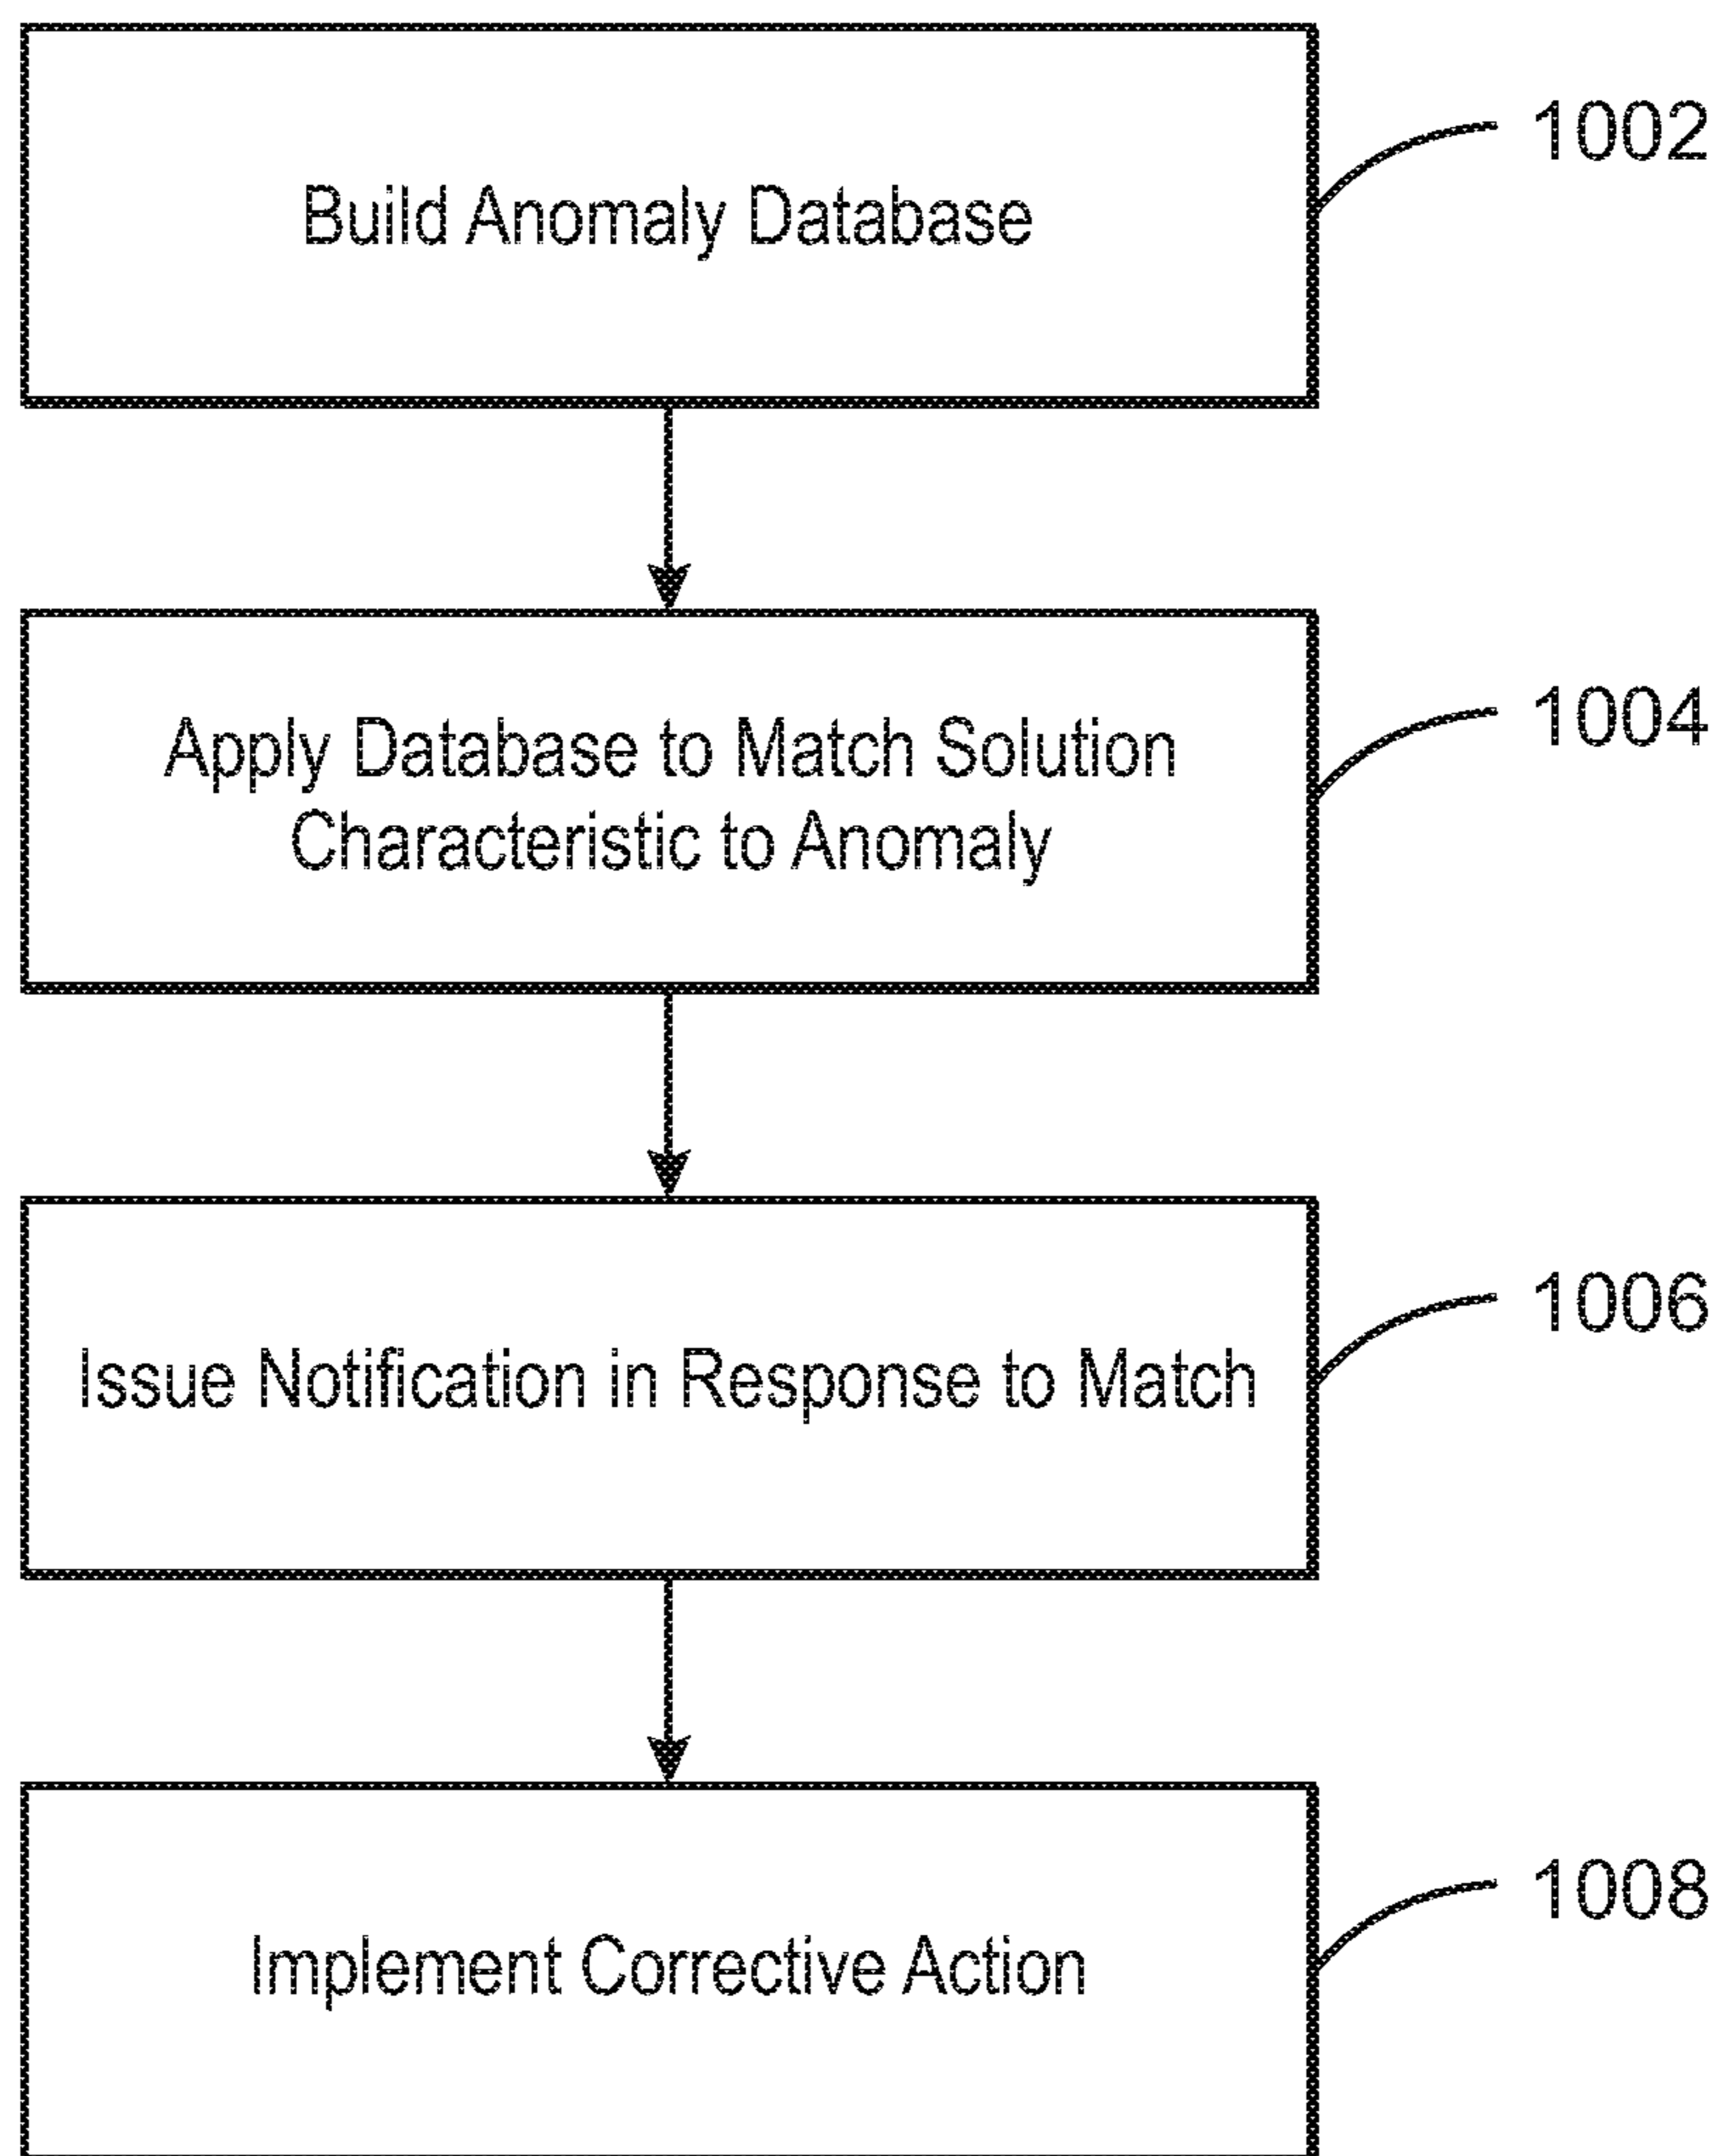 Build Anomaly Database
1002
Apply Database to Match Solution
Characteristic to Anomaly
1004
Issue Notification in Response to Match
1006
Implement Corrective Action
1008